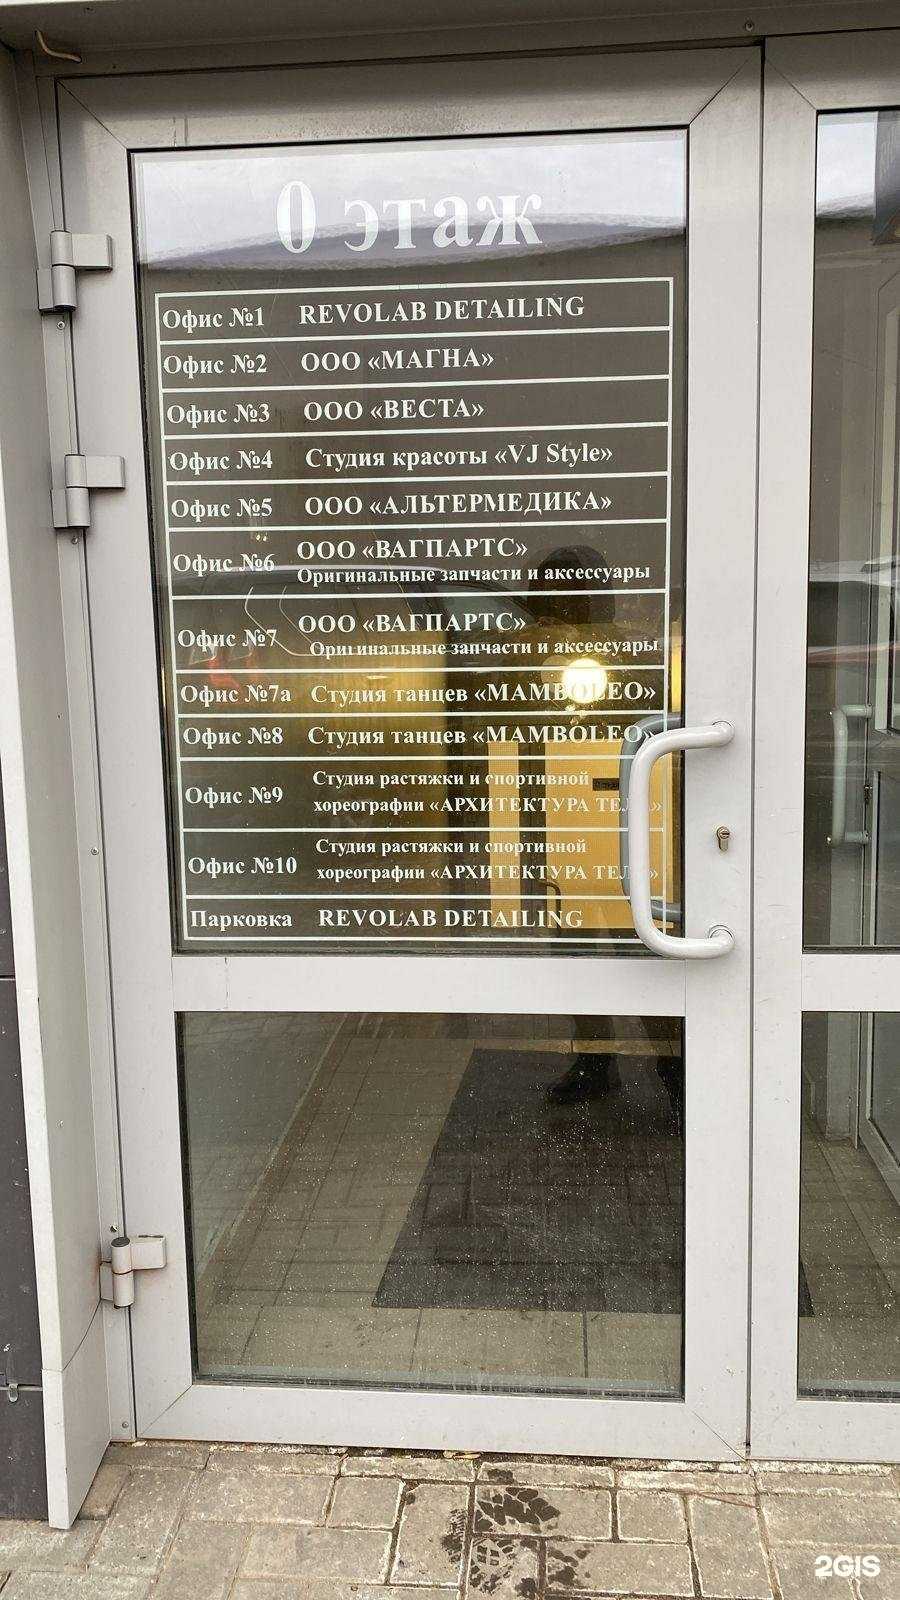 0 этаж
Офис №1 REVOLAB DETAILING
Офис №2 ООО «МАГНА»
Офис №3 ООО «ВЕСТА»
Офис №4 Студия красоты «VJ Style»
Офис №5 ООО «АЛЬТЕРМЕДИКА»
Офис №6 ООО «ВАГПАРТС»
Оригинальные запчасти и аксессуары
Офис №7 ООО «ВАГПАРТС»
Оригинальные запчасти и аксессуары
Офис №7а Студия танцев «MAMBOLEO»
Офис №8 Студия танцев «MAMBOLEO»
Офис №9 Студия растяжки и спортивной
хореографии «АРХИТЕКТУРА ТЕЛА»
Офис №10 Студия растяжки и спортивной
хореографии «АРХИТЕКТУРА ТЕЛА»
Парковка REVOLAB DETAILING
2GIS